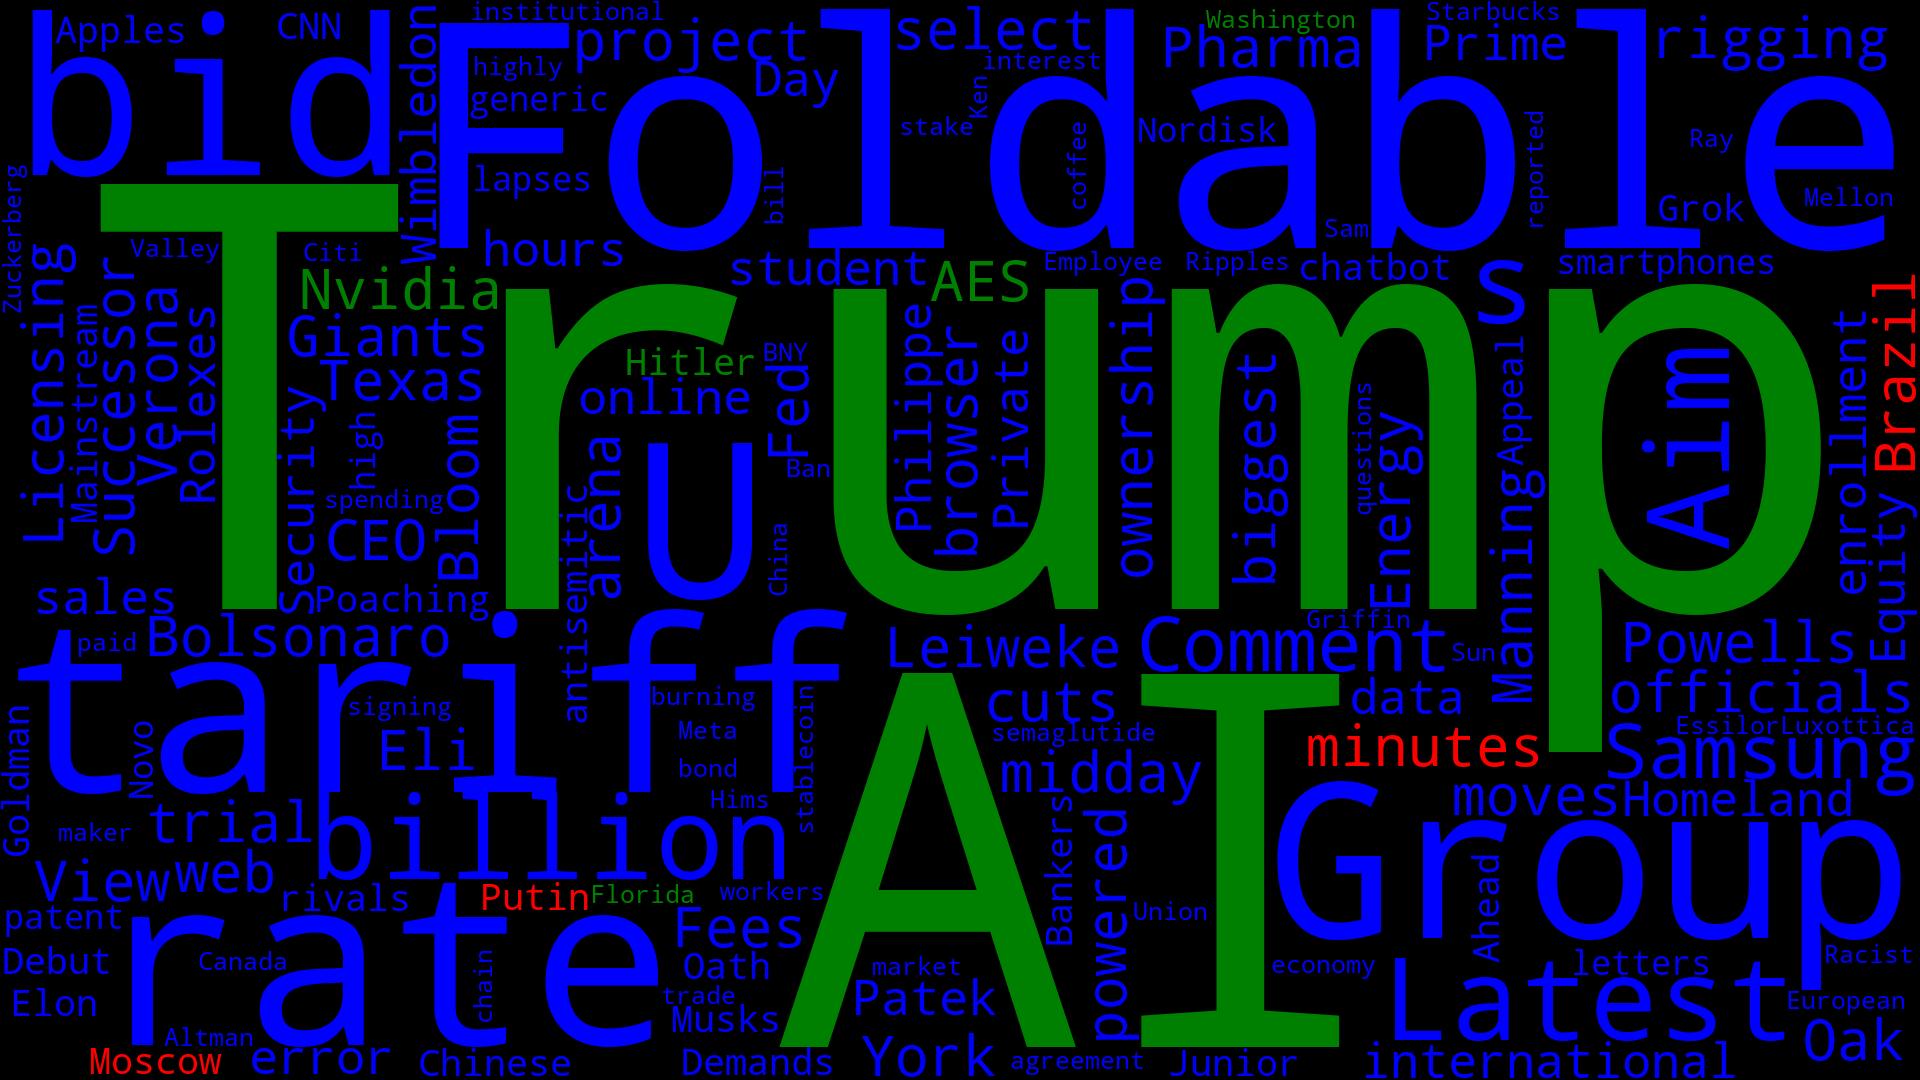 Apples
CNN
institutional
project
select
Washington
Starbucks
Prime
rigging
bid
Foldable
Wimbledon
highly
generic
Day
interest
Ken
Pharma
stake
coffee
Nordisk
reported
Ray
Zuckerberg
lapses
bill
Grok
Mellon
Sam
hours
Valley
Citi
student
AES
Employee
Ripples
chatbot
s
smartphones
Trump
Nvidia
Licensing
Mainstream
Successor
Verona
Rolexes
Giants
Hitler
BNY
Texas
online
Fed
Philippe
browser
Private
ownership
biggest
questions
Energy
Appeal
Aim
enrollment
Brazil
Security
high
Bloom
U
Ban
spending
CEO
antisemitic
arena
China
Manning
Equity
sales
Poaching
paid
Bolsonaro
Leiweke
Comment
Griffin
Sun
Powells
tariff
signing
burning
cuts
data
officials
Goldman
Novo
Eli
Meta
semaglutide
minutes
EssilorLuxottica
Samsung
bond
stablecoin
midday
AI
Hims
moves
Homeland
maker
trial
billion
Bankers
powered
Group
View
web
rivals
Putin
Florida
workers
patent
Fees
Union
Ahead
rate
Debut
Canada
chain
Oath
market
economy
letters
Racist
Elon
trade
Patek
Latest
European
Altman
Musks
Oak
Moscow
error
Chinese
Demands
York
agreement
Junior
international